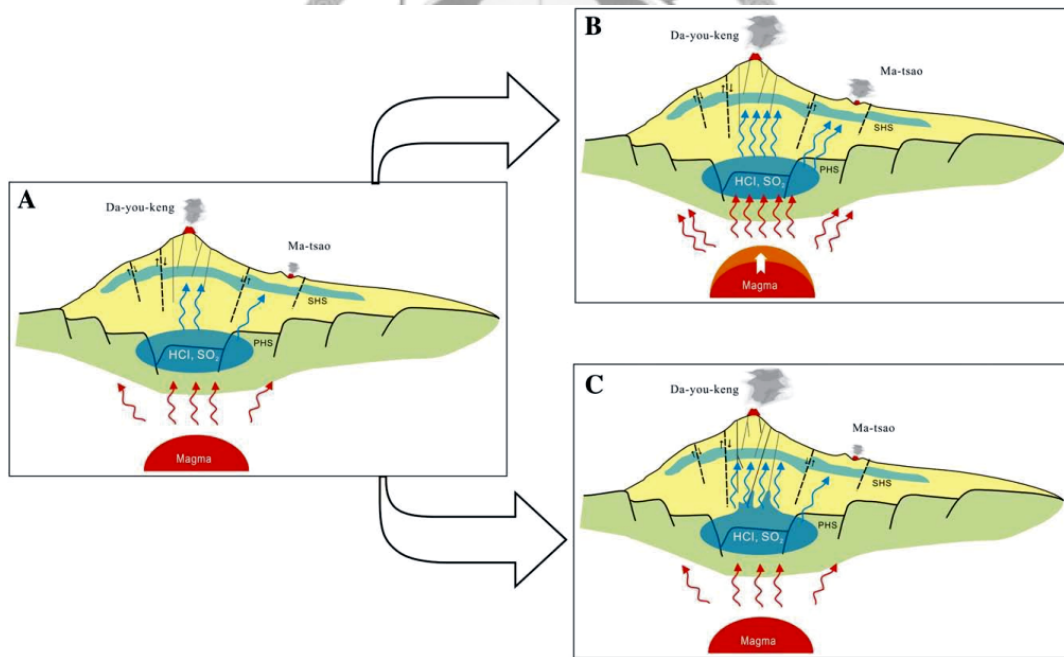 A
Da-you-keng
Ma-tsao
SHS
PHS
HCl, SO₂
Magma
B
Da-you-keng
Ma-tsao
SHS
PHS
HCl, SO₂
Magma
C
Da-you-keng
Ma-tsao
SHS
PHS
HCl, SO₂
Magma